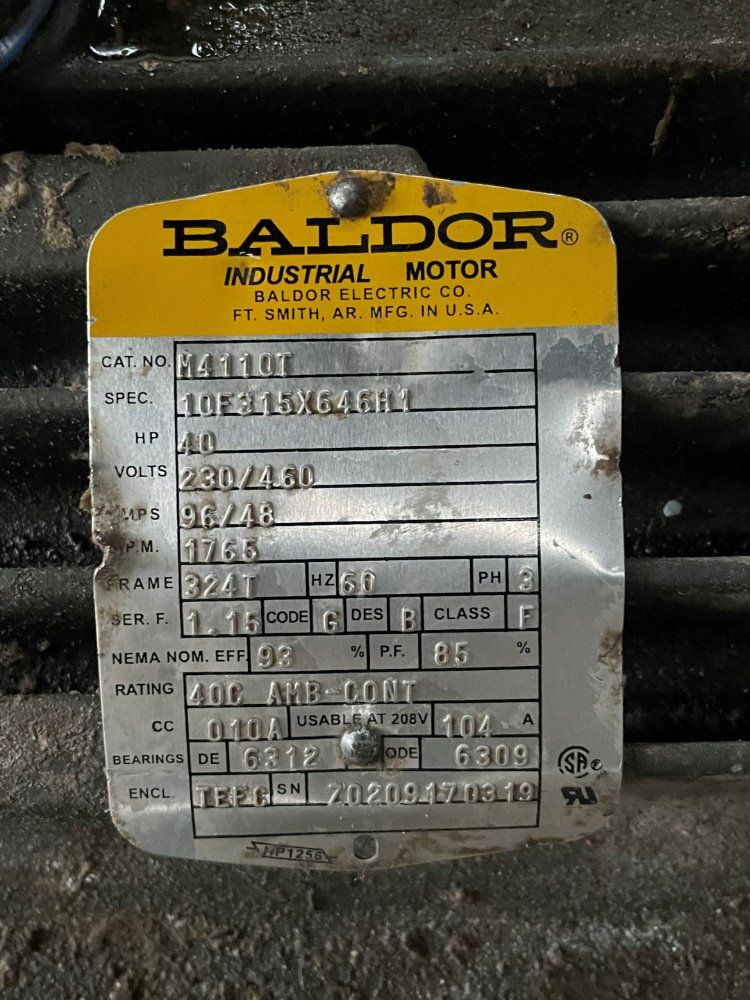 BALDOR®
INDUSTRIAL MOTOR
BALDOR ELECTRIC CO.
FT. SMITH, AR. MFG. IN U.S.A.
CAT. NO. M4110T
SPEC. 10F315X646H1
HP 40
VOLTS 230/460
MPS 96/48
P.M. 1765
FRAME 324T HZ 60 PH 3
SER. F. 1.15 CODE G DES B CLASS F
NEMA NOM. EFF. 93 % P.F. 85 %
RATING 40C AMB-CONT
CC 010A USABLE AT 208V 104 A
BEARINGS DE 6312 ODE 6309
ENCL. TEFC SN Z0209170319
SA ®
RU
NP1256